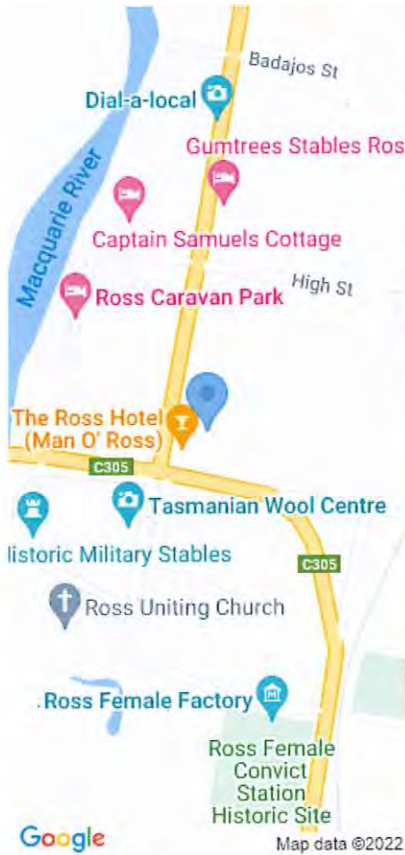 Badajos St
Dial-a-local
Gumtrees Stables Ros
Macquarie River
Captain Samuels Cottage
High St
Ross Caravan Park
The Ross Hotel
(Man O' Ross)
C305
Tasmanian Wool Centre
Historic Military Stables
C305
Ross Uniting Church
Ross Female Factory
Ross Female
Convict
Station
Historic Site
Google
Map data ©2022